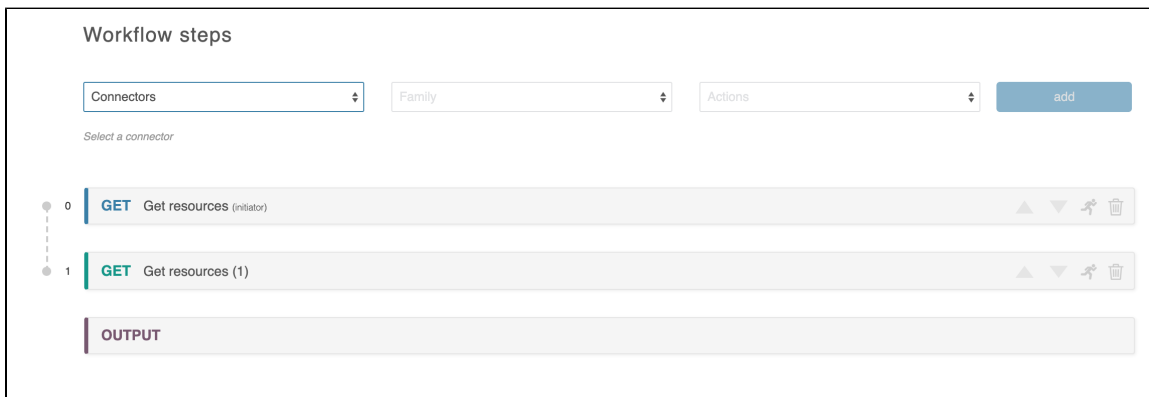 Workflow steps
Connectors Family Actions add
Select a connector
0 GET Get resources (initiator)
1 GET Get resources (1)
OUTPUT